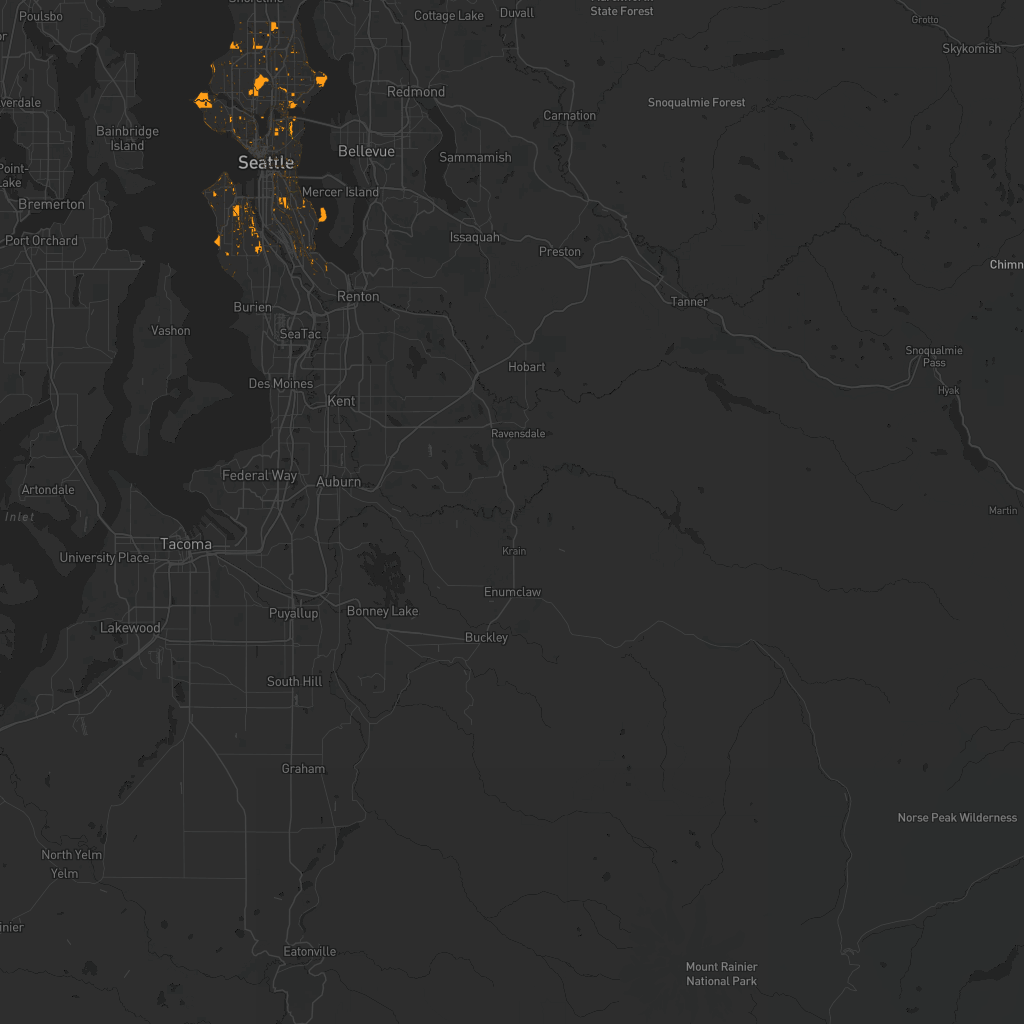 Shoreline
Poulsbo
Cottage Lake
Duvall
State Forest
Grotto
Skykomish
Redmond
Snoqualmie Forest
Carnation
Bainbridge
Island
Seattle
Bellevue
Sammamish
Mercer Island
Bremerton
Port Orchard
Issaquah
Preston
Chimn
Renton
Burien
Tanner
Vashon
SeaTac
Snoqualmie
Pass
Hobart
Des Moines
Hyak
Kent
Ravensdale
Federal Way
Auburn
Artondale
Inlet
Martin
Tacoma
University Place
Krain
Enumclaw
Puyallup
Bonney Lake
Lakewood
Buckley
South Hill
Graham
Norse Peak Wilderness
North Yelm
Yelm
inier
Eatonville
Mount Rainier
National Park